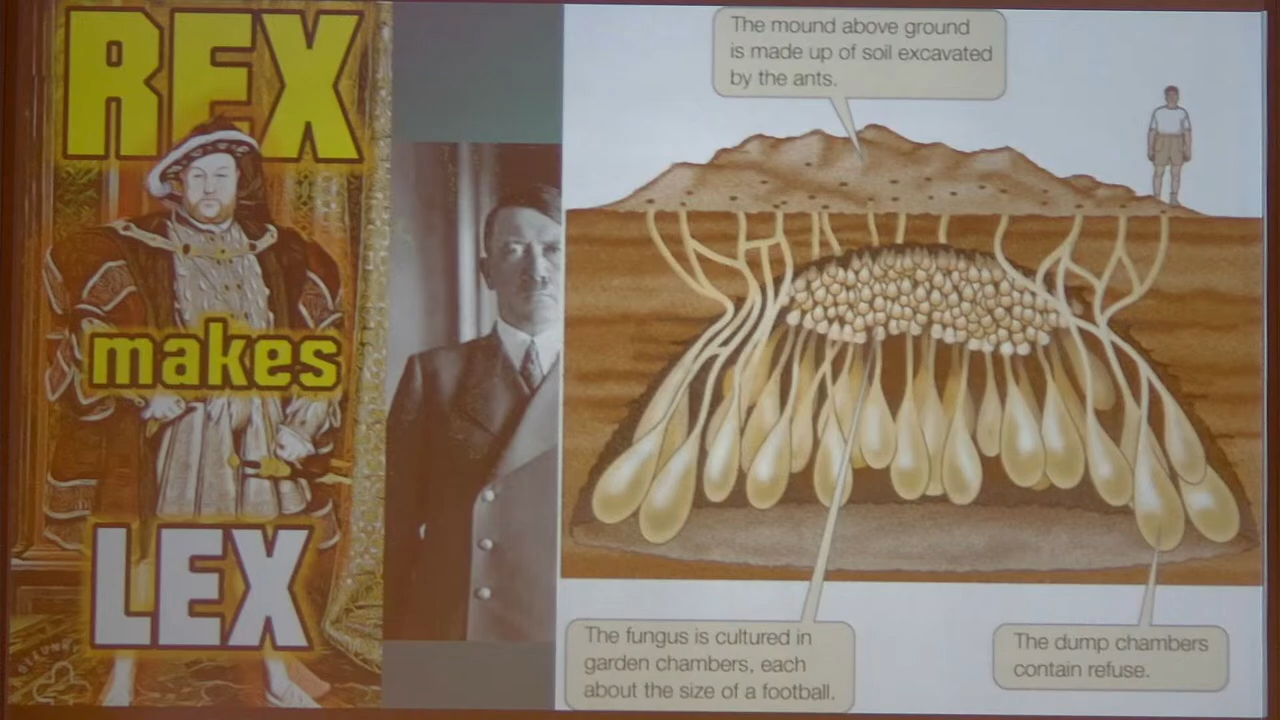 REX
makes
LEX
The mound above ground
is made up of soil excavated
by the ants.
The fungus is cultured in
garden chambers, each
about the size of a football.
The dump chambers
contain refuse.